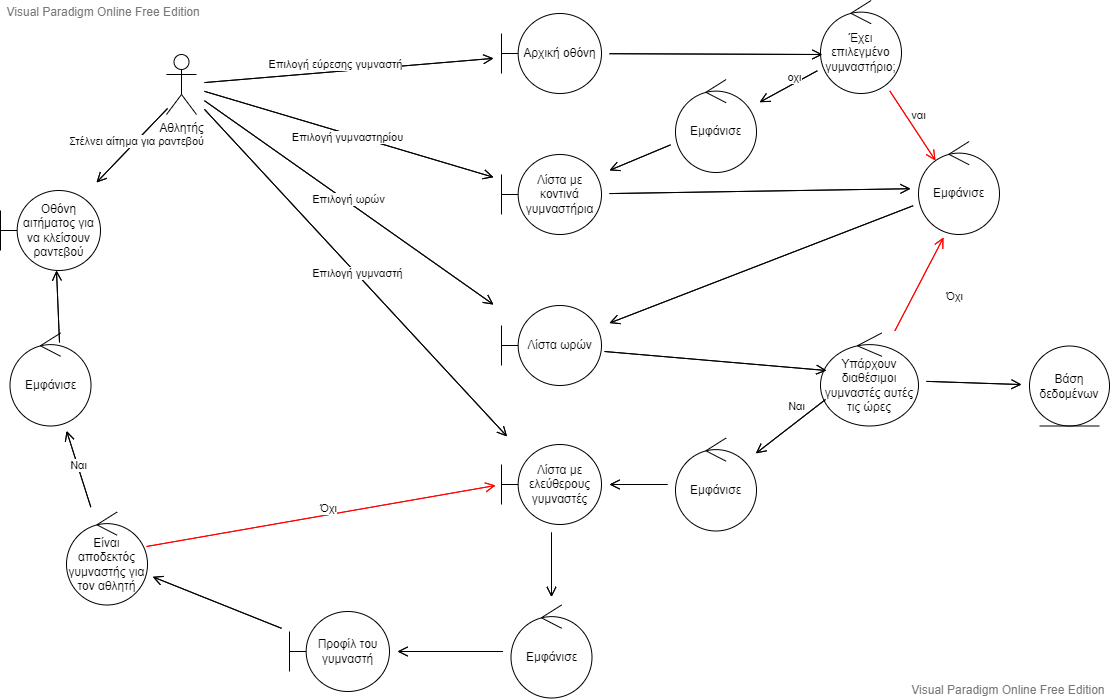 Visual Paradigm Online Free Edition
Επιλογή εύρεσης γυμναστή
Αρχική οθόνη
Έχει
επιλεγμένο
γυμναστήριο;
οχι
ναι
Αθλητής
Στέλνει αίτημα για ραντεβού
Επιλογή γυμναστηρίου
Εμφάνισε
Λίστα με
κοντινά
γυμναστήρια
Εμφάνισε
Επιλογή ωρών
Οθόνη
αιτήματος για
να κλείσουν
ραντεβού
Επιλογή γυμναστή
Όχι
Λίστα ωρών
Υπάρχουν
διαθέσιμοι
γυμναστές αυτές
τις ώρες
Βάση
δεδομένων
Εμφάνισε
Ναι
Ναι
Λίστα με
ελεύθερους
γυμναστές
Εμφάνισε
Όχι
Είναι
αποδεκτός
γυμναστής για
τον αθλητή
Προφίλ του
γυμναστή
Εμφάνισε
Visual Paradigm Online Free Edition